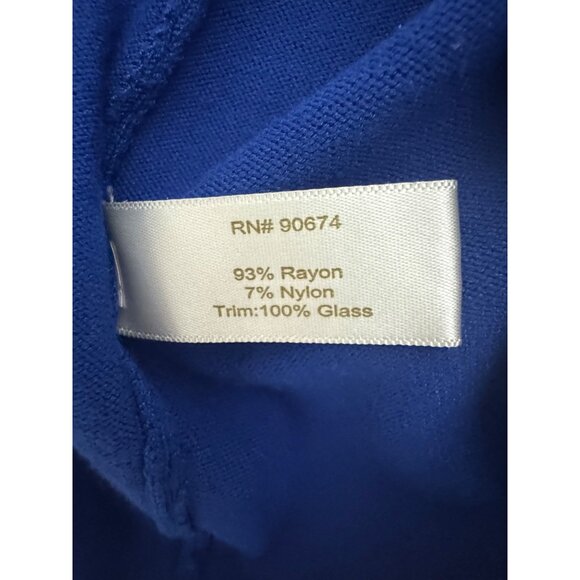 RN# 90674
93% Rayon
7% Nylon
Trim:100% Glass